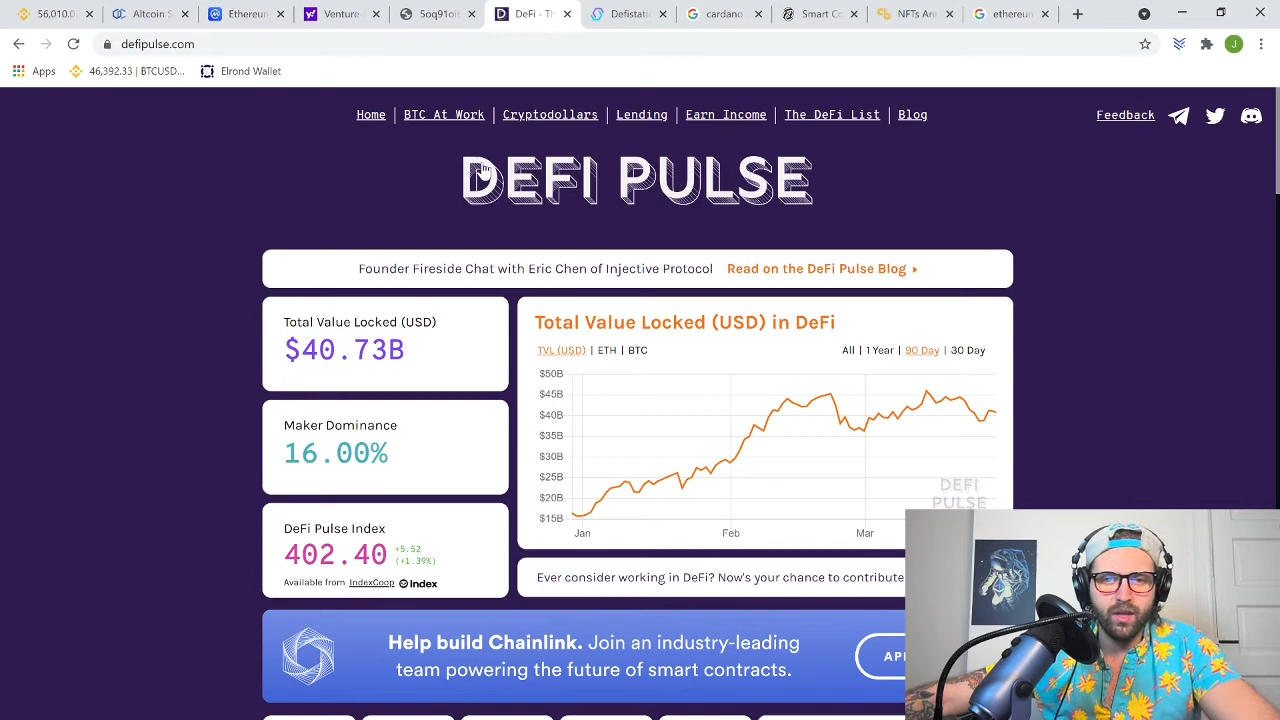 56,010.0
Altcoin S
Ethereun
Venture-
5oq91oit
DeFi - Th
Defistati
cardano
Smart Co
NFTs Are
ethereun
defipulse.com
J
Apps
46,392.33 | BTCUSD...
Elrond Wallet
Home | BTC At Work | Cryptodollars | Lending | Earn Income | The DeFi List | Blog
Feedback
DEFI PULSE
Founder Fireside Chat with Eric Chen of Injective Protocol Read on the DeFi Pulse Blog
Total Value Locked (USD)
$40.73B
Maker Dominance
16.00%
DeFi Pulse Index
402.40
+5.52
(+1.39%)
Available from IndexCoop Index
Total Value Locked (USD) in DeFi
TVL (USD) | ETH | BTC
All | 1 Year | 90 Day | 30 Day
$50B
$45B
$40B
$35B
$30B
$25B
$20B
$15B
Jan
Feb
Mar
DEFI
PULSE
Ever consider working in DeFi? Now's your chance to contribute
Help build Chainlink. Join an industry-leading
team powering the future of smart contracts.
AP